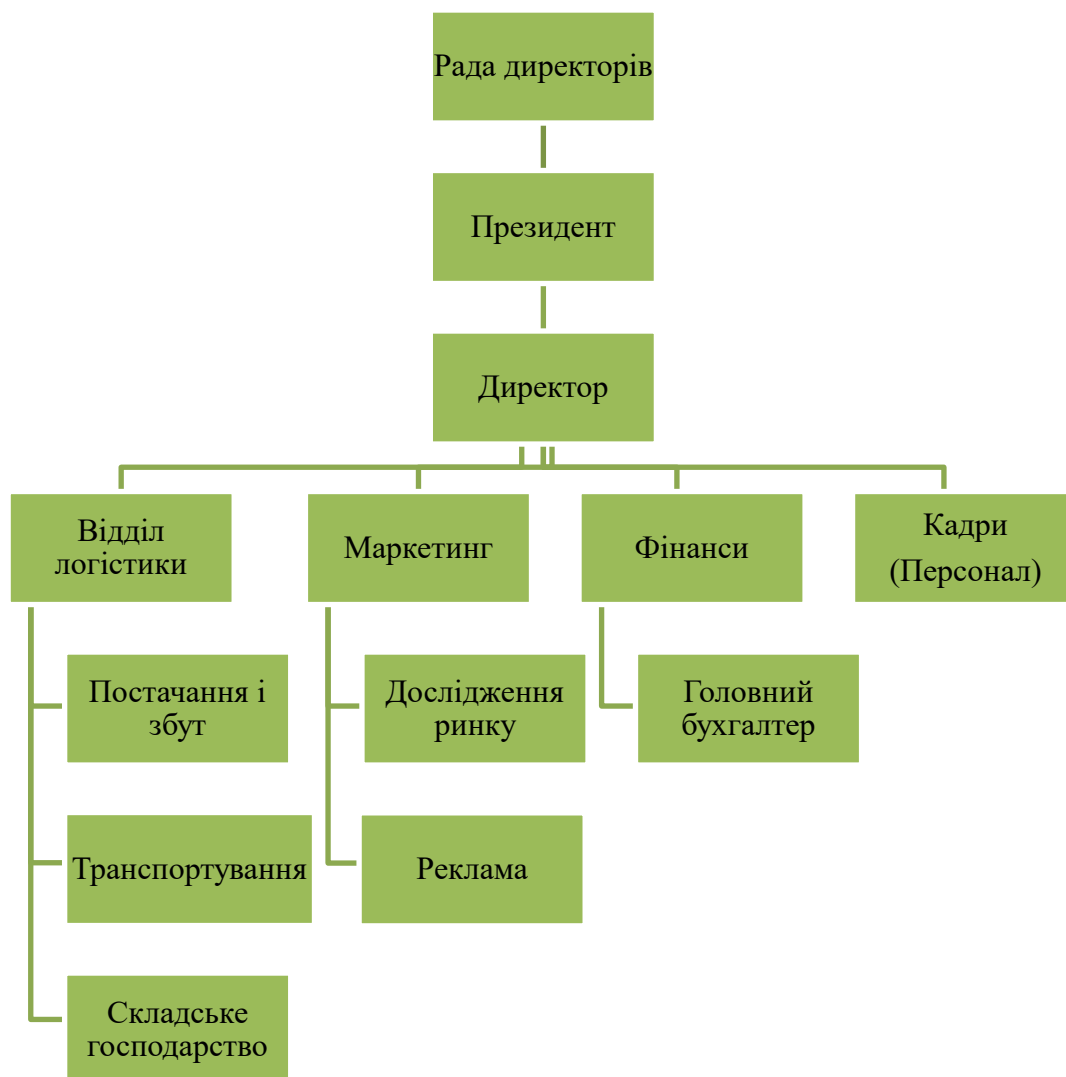 Рада директорів
Президент
Директор
Відділ
логістики
Маркетинг
Фінанси
Кадри
(Персонал)
Постачання і
збут
Дослідження
ринку
Головний
бухгалтер
Транспортування
Реклама
Складське
господарство